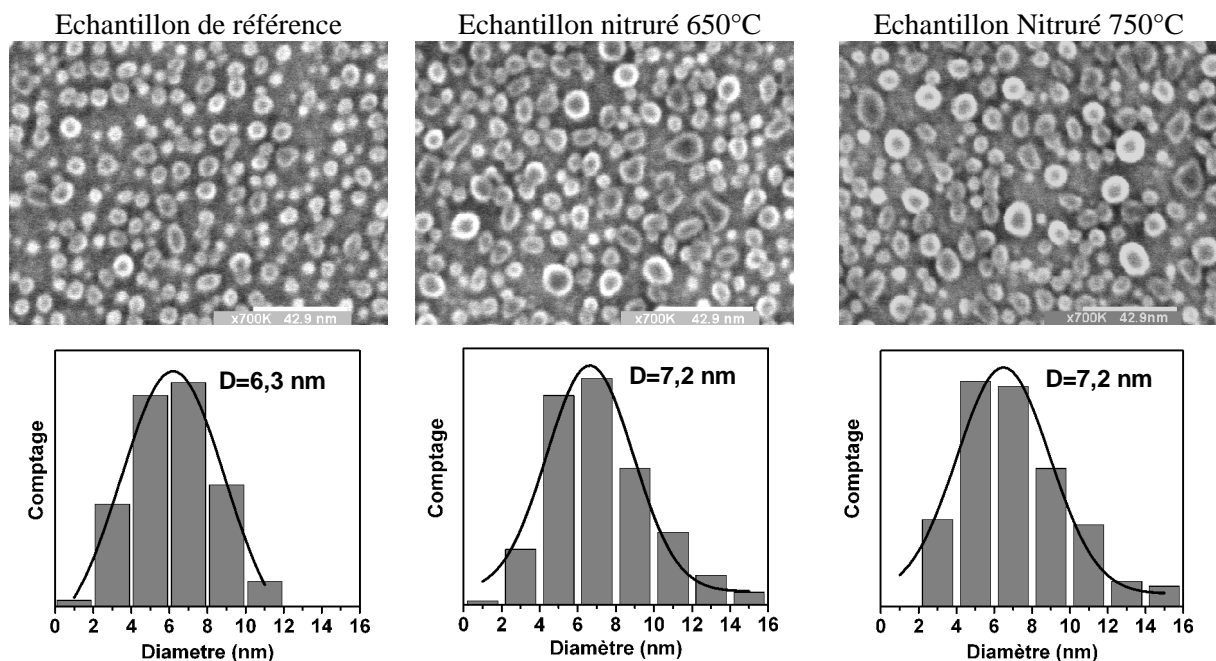 Echantillon de référence
Echantillon nitruré 650°C
Echantillon Nitruré 750°C
x700K 42.9 nm
x700K 42.9 nm
x700K 42.9 nm
D=6,3 nm
Comptage
0 2 4 6 8 10 12 14 16
Diametre (nm)
D=7,2 nm
Comptage
0 2 4 6 8 10 12 14 16
Diamètre (nm)
D=7,2 nm
Comptage
0 2 4 6 8 10 12 14 16
Diamètre (nm)